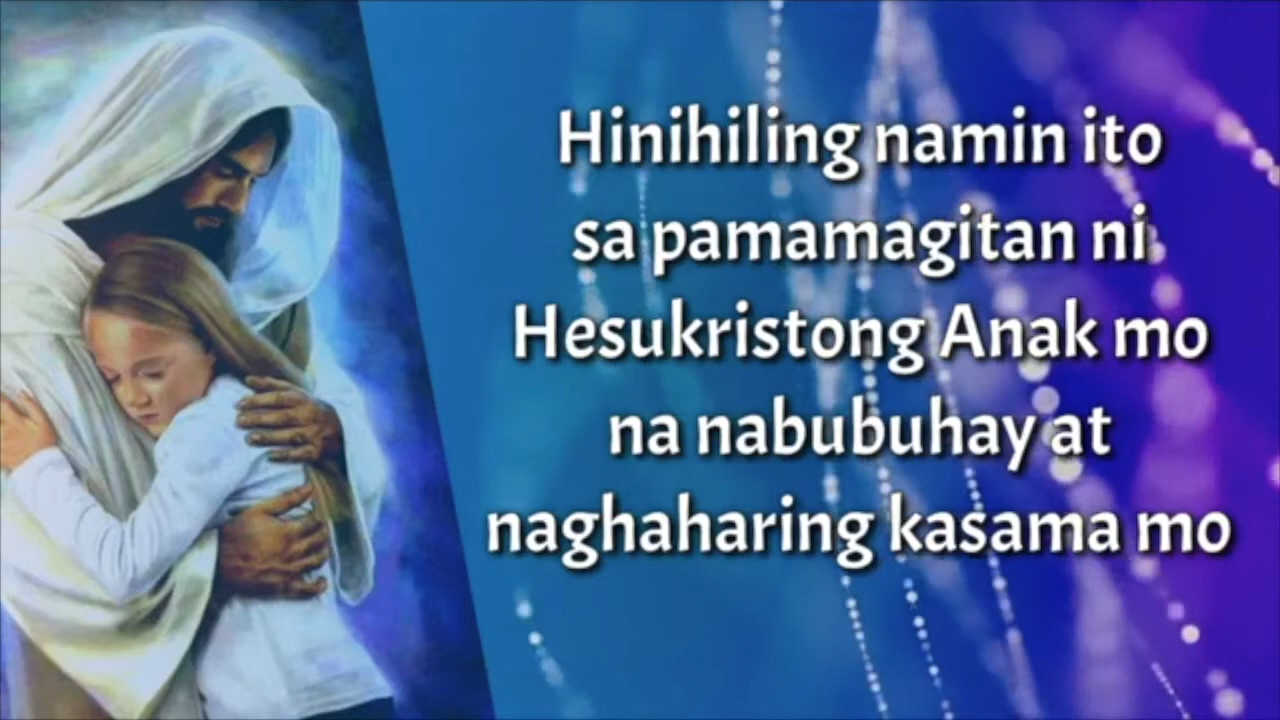 Hinihiling namin ito
sa pamamagitan ni
Hesukristong Anak mo
na nabubuhay at
naghaharing kasama mo